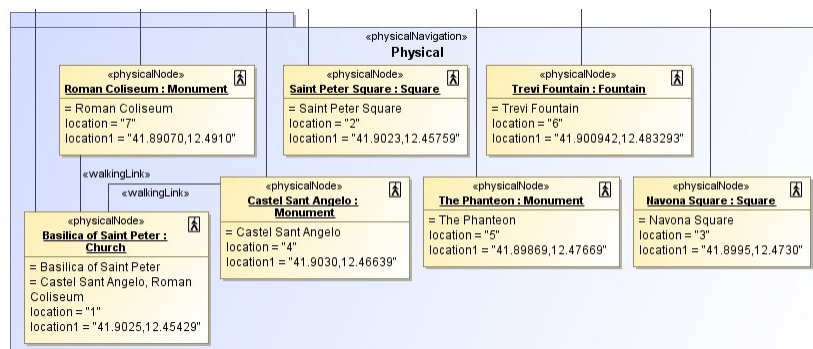 «physicalNavigation»
Physical
«physicalNode»
Roman Coliseum : Monument
= Roman Coliseum
location = "7"
location1 = "41.89070,12.4910"
«physicalNode»
Saint Peter Square : Square
= Saint Peter Square
location = "2"
location1 = "41.9023,12.45759"
«physicalNode»
Trevi Fountain : Fountain
= Trevi Fountain
location = "6"
location1 = "41.900942,12.483293"
«walkingLink»
«walkingLink»
«physicalNode»
Basilica of Saint Peter :
Church
= Basilica of Saint Peter
= Castel Sant Angelo, Roman
Coliseum
location = "1"
location1 = "41.9025,12.45429"
«physicalNode»
Castel Sant Angelo :
Monument
= Castel Sant Angelo
location = "4"
location1 = "41.9030,12.46639"
«physicalNode»
The Phanteon : Monument
= The Phanteon
location = "5"
location1 = "41.89869,12.47669"
«physicalNode»
Navona Square : Square
= Navona Square
location = "3"
location1 = "41.8995,12.4730"